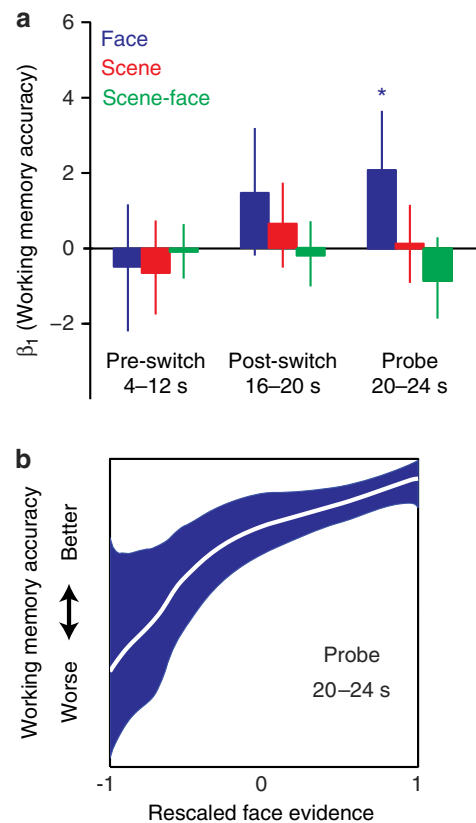 a
6
4
2
0
−2
β1 (Working memory accuracy)
Face
Scene
Scene-face
*
Pre-switch
4–12 s
Post-switch
16–20 s
Probe
20–24 s
b
Working memory accuracy
Worse
Better
Probe
20–24 s
-1
0
1
Rescaled face evidence